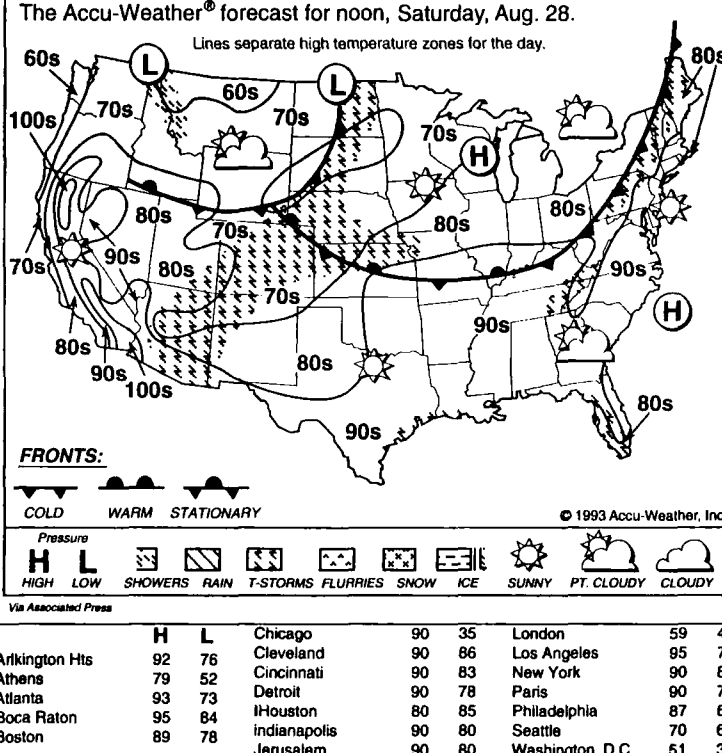 The Accu-Weather® forecast for noon, Saturday, Aug. 28.
Lines separate high temperature zones for the day.
60s
L
L
80s
60s
70s
70s
100s
70s
H
80s
70s
80s
80s
90s
80s
90s
70s
70s
H
90s
80s
80s
90s
100s
80s
90s
FRONTS:
COLD WARM STATIONARY
© 1993 Accu-Weather, Inc
Pressure
H L
HIGH LOW SHOWERS RAIN T-STORMS FLURRIES SNOW ICE SUNNY PT. CLOUDY CLOUDY
Via Associated Press
H L
Arlkington Hts 92 76
Athens 79 52
Atlanta 93 73
Boca Raton 95 84
Boston 89 78
Chicago 90 35
Cleveland 90 86
Cincinnati 90 83
Detroit 90 78
IHouston 80 85
indianapolis 90 80
Jerusalem 90 80
London 59
Los Angeles 95
New York 90
Paris 90
Philadelphia 87
Seattle 70
Washington, D.C. 51